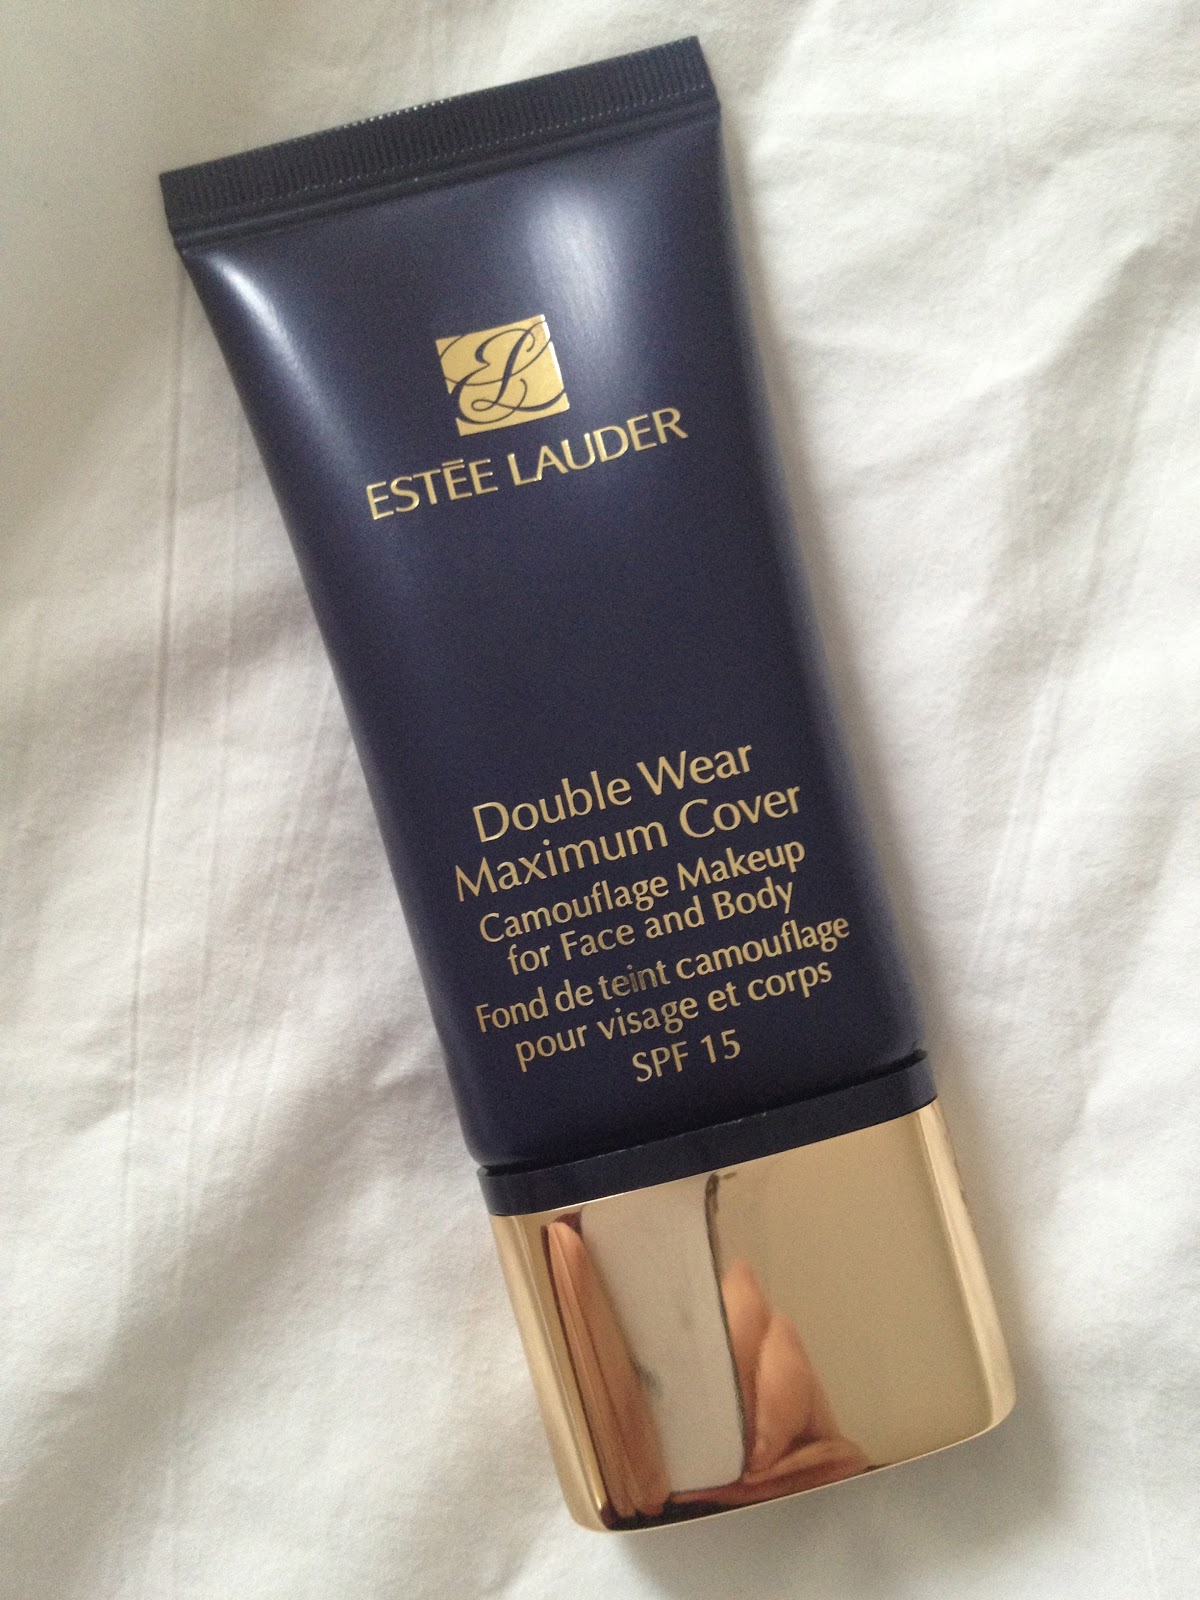 EL
ESTĒE LAUDER
Double Wear
Maximum Cover
Camouflage Makeup
for Face and Body
Fond de teint camouflage
pour visage et corps
SPF 15